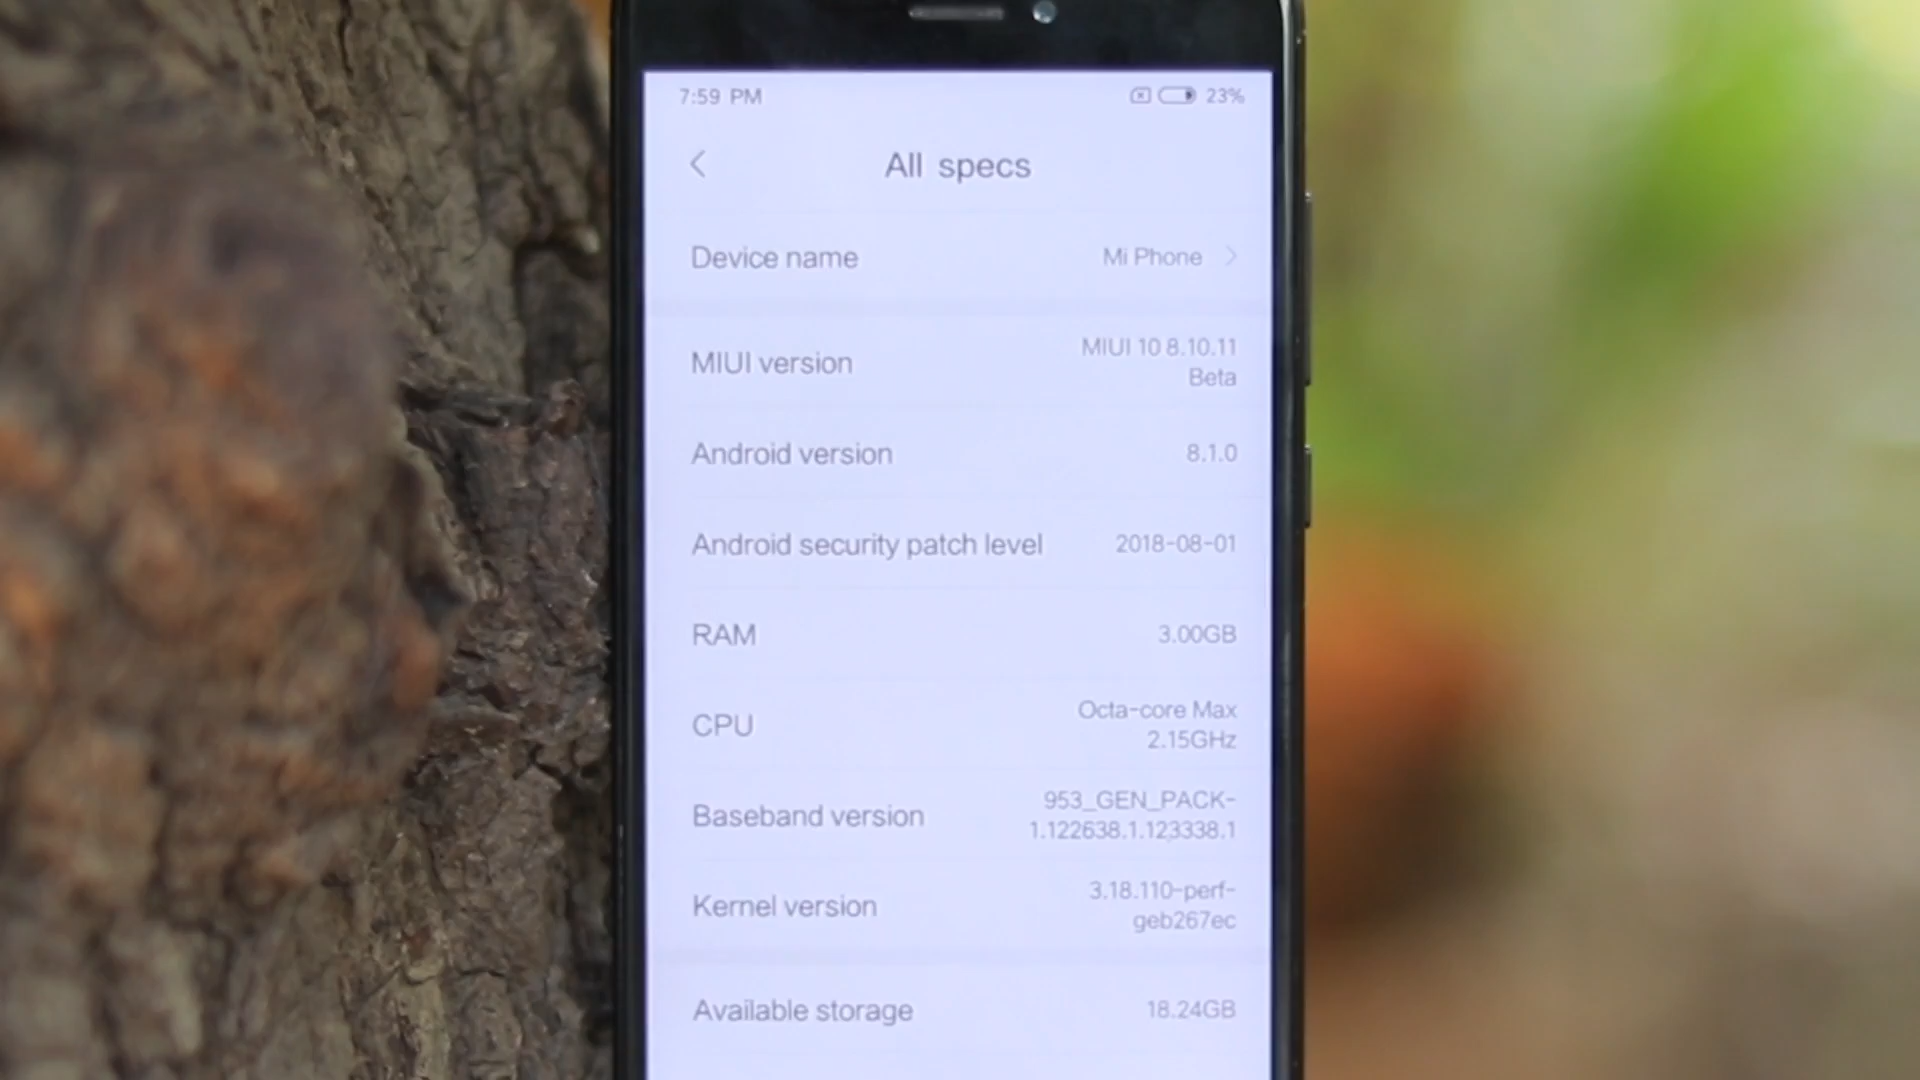 7:59 PM
23%
All specs
Device name
Mi Phone
MIUI version
MIUI 10 8.10.11
Beta
Android version
8.1.0
Android security patch level
2018-08-01
RAM
3.00GB
CPU
Octa-core Max
2.15GHz
Baseband version
953_GEN_PACK-
1.122638.1.123338.1
Kernel version
3.18.110-perf-
geb267ec
Available storage
18.24GB